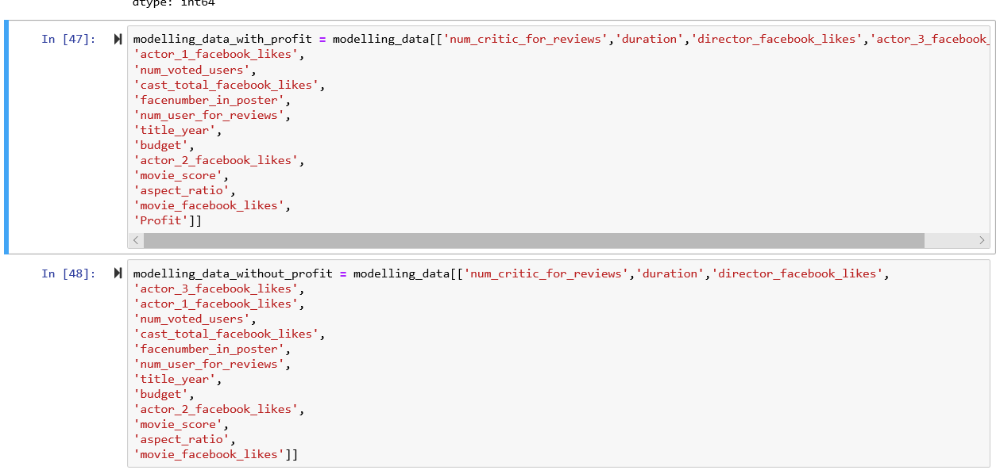 dtype: int64
In [47]:
modelling_data_with_profit = modelling_data[['num_critic_for_reviews','duration','director_facebook_likes','actor_3_facebook_
'actor_1_facebook_likes',
'num_voted_users',
'cast_total_facebook_likes',
'facenumber_in_poster',
'num_user_for_reviews',
'title_year',
'budget',
'actor_2_facebook_likes',
'movie_score',
'aspect_ratio',
'movie_facebook_likes',
'Profit']]
In [48]:
modelling_data_without_profit = modelling_data[['num_critic_for_reviews','duration','director_facebook_likes',
'actor_3_facebook_likes',
'actor_1_facebook_likes',
'num_voted_users',
'cast_total_facebook_likes',
'facenumber_in_poster',
'num_user_for_reviews',
'title_year',
'budget',
'actor_2_facebook_likes',
'movie_score',
'aspect_ratio',
'movie_facebook_likes']]